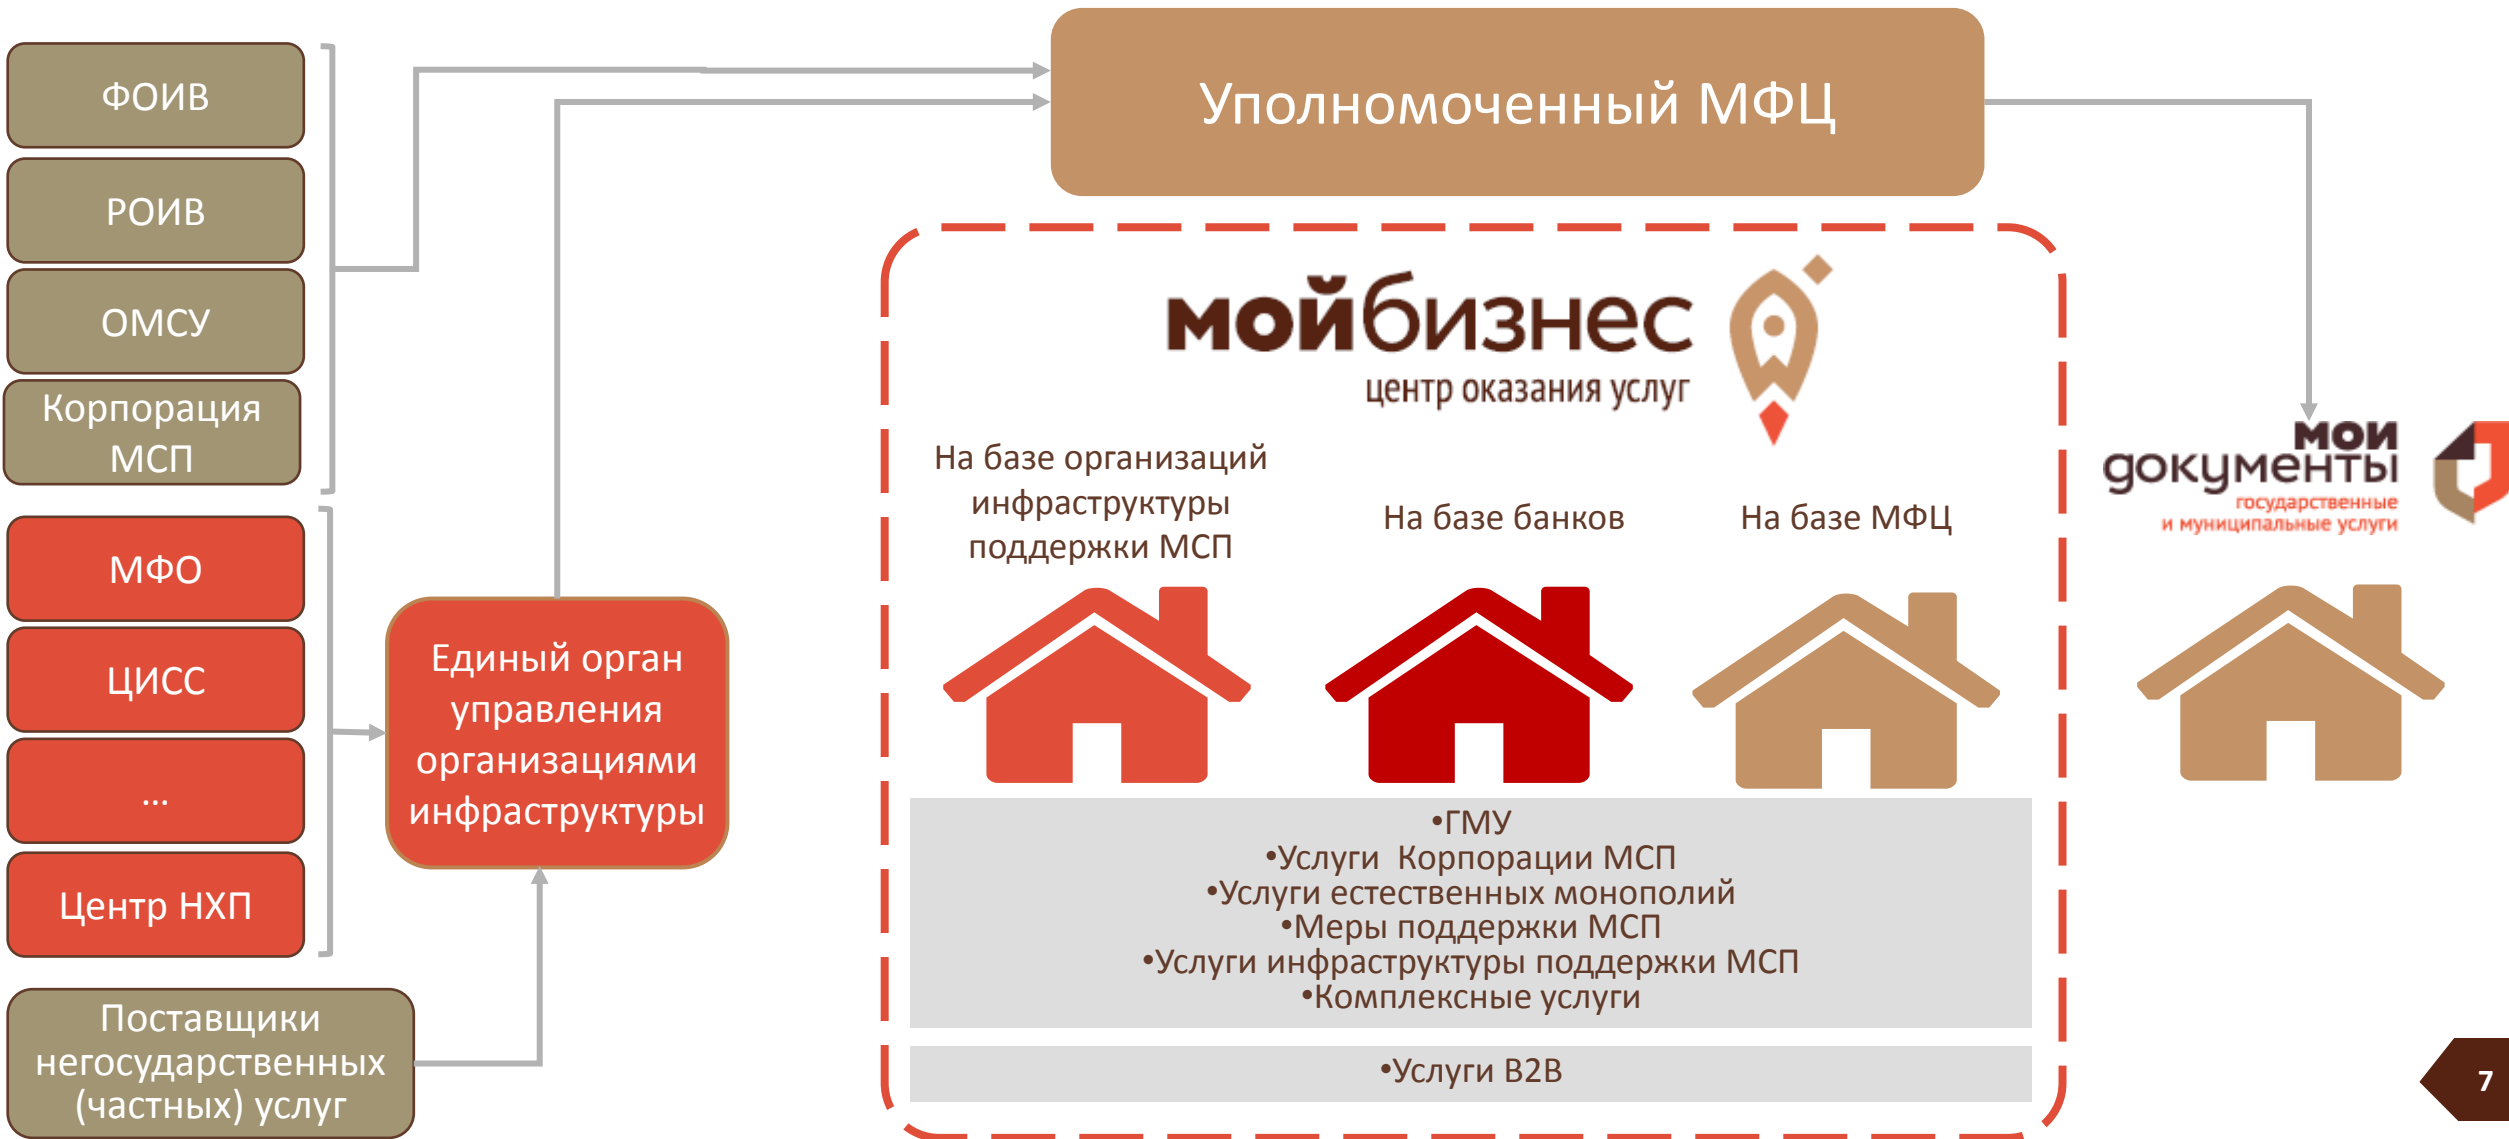 ФОИВ
РОИВ
ОМСУ
Корпорация
МСП
МФО
ЦИСС
...
Центр НХП
Поставщики
негосударственных
(частных) услуг
Единый орган
управления
организациями
инфраструктуры
Уполномоченный МФЦ
мойбизнес
центр оказания услуг
На базе организаций
инфраструктуры
поддержки МСП
На базе банков
На базе МФЦ
•ГМУ
•Услуги Корпорации МСП
•Услуги естественных монополий
•Меры поддержки МСП
•Услуги инфраструктуры поддержки МСП
•Комплексные услуги
•Услуги B2B
мои
документы
государственные
и муниципальные услуги
7